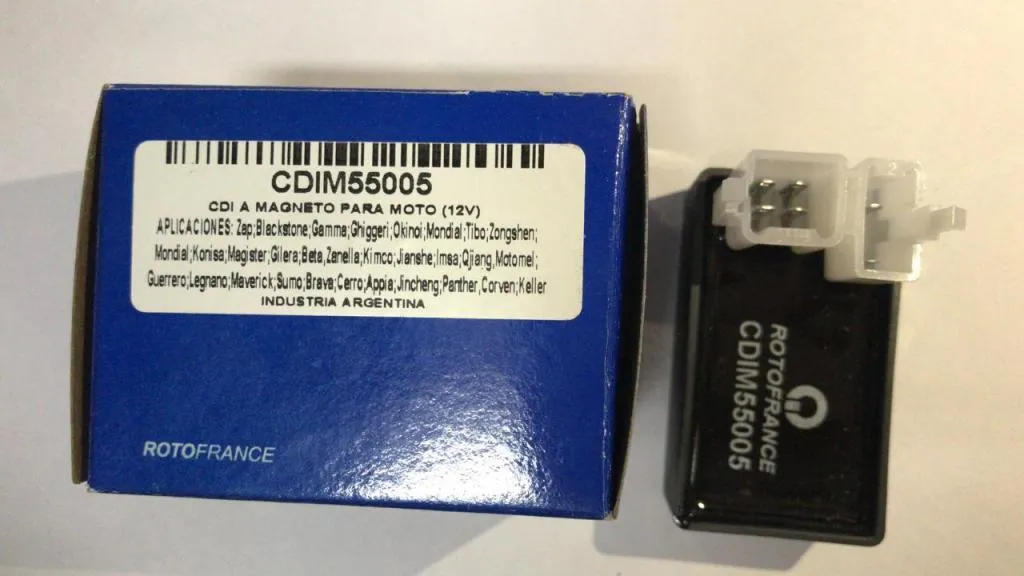 CDIM55005
CDI A MAGNETO PARA MOTO (12V)
APLICACIONES: Zap;Blackstone;Gamma;Ghiggeri;Okinoi;Mondial;Tibo;Zongshen;
Mondial;Konisa;Magister;Gilera;Beta,Zanella;Kimco;Jianshe;Imsa;Qjiang,Motomel;
Guerrero;Legnano;Maverick;Sumo;Brava;Cerro;Appia;Jincheng;Panther,Corven;Keller
INDUSTRIA ARGENTINA
ROTOFRANCE
ROTOFRANCE
CDIM55005